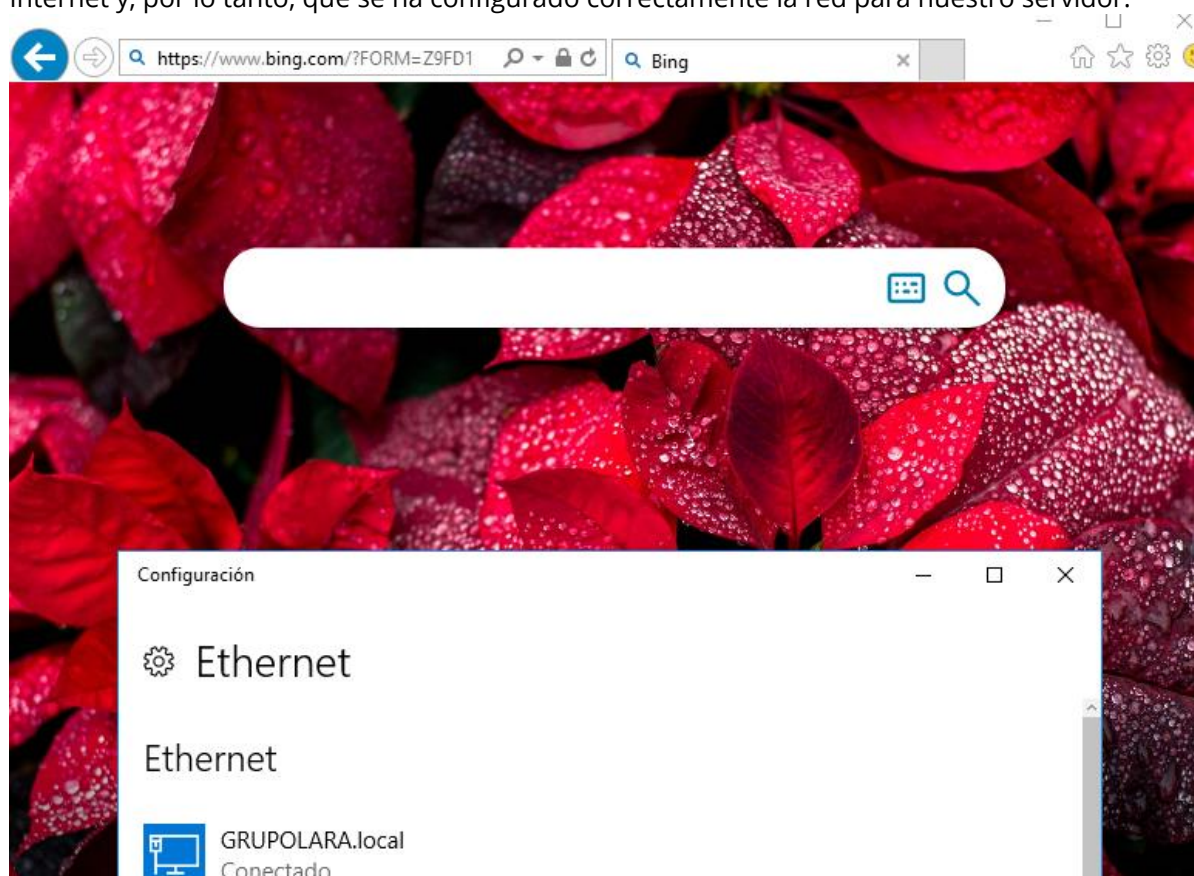 internet y, por lo tanto, que se ha configurado correctamente la red para nuestro servidor.
https://www.bing.com/?FORM=Z9FD1
Bing
Configuración
Ethernet
Ethernet
GRUPOLARA.local
Conectado